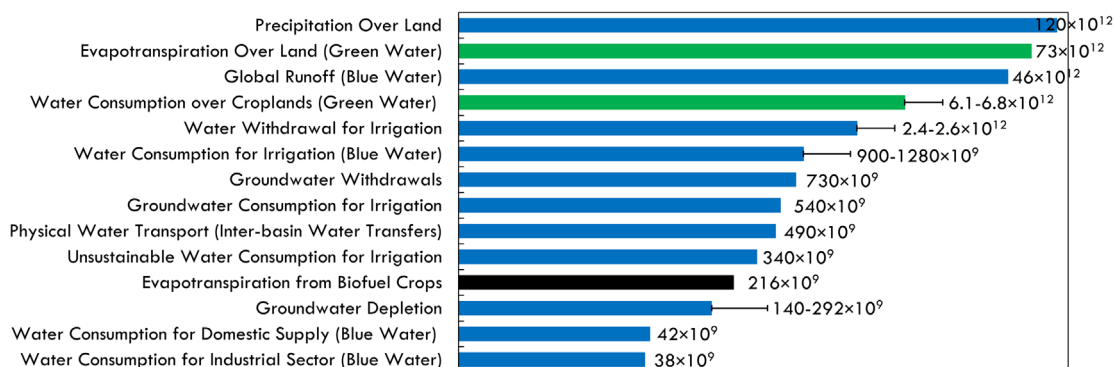 Precipitation Over Land 120×10¹²
Evapotranspiration Over Land (Green Water) 73×10¹²
Global Runoff (Blue Water) 46×10¹²
Water Consumption over Croplands (Green Water) 6.1-6.8×10¹²
Water Withdrawal for Irrigation 2.4-2.6×10¹²
Water Consumption for Irrigation (Blue Water) 900-1280×10⁹
Groundwater Withdrawals 730×10⁹
Groundwater Consumption for Irrigation 540×10⁹
Physical Water Transport (Inter-basin Water Transfers) 490×10⁹
Unsustainable Water Consumption for Irrigation 340×10⁹
Evapotranspiration from Biofuel Crops 216×10⁹
Groundwater Depletion 140-292×10⁹
Water Consumption for Domestic Supply (Blue Water) 42×10⁹
Water Consumption for Industrial Sector (Blue Water) 38×10⁹